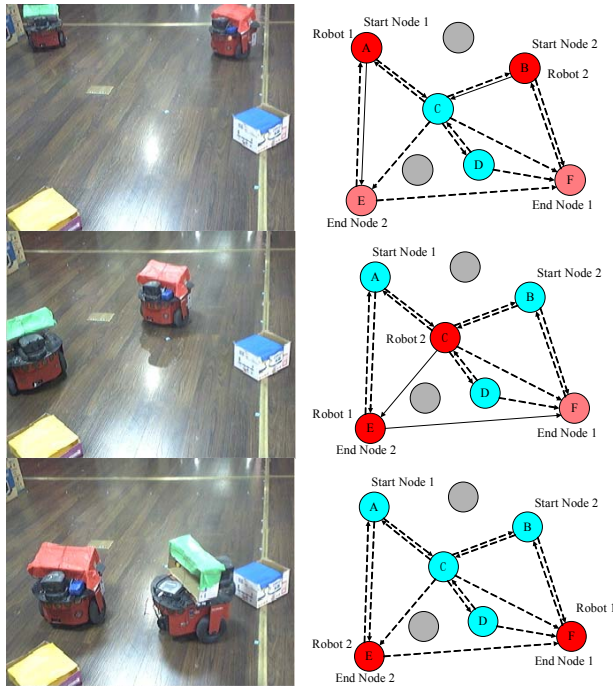 Start Node 1
Robot 1
A
Start Node 2
B
Robot 2
C
D
E
F
End Node 1
End Node 2
Start Node 1
A
Start Node 2
B
C
Robot 2
D
Robot 1
E
F
End Node 1
End Node 2
Start Node 1
A
Start Node 2
B
C
D
Robot 1
Robot 2
E
F
End Node 1
End Node 2